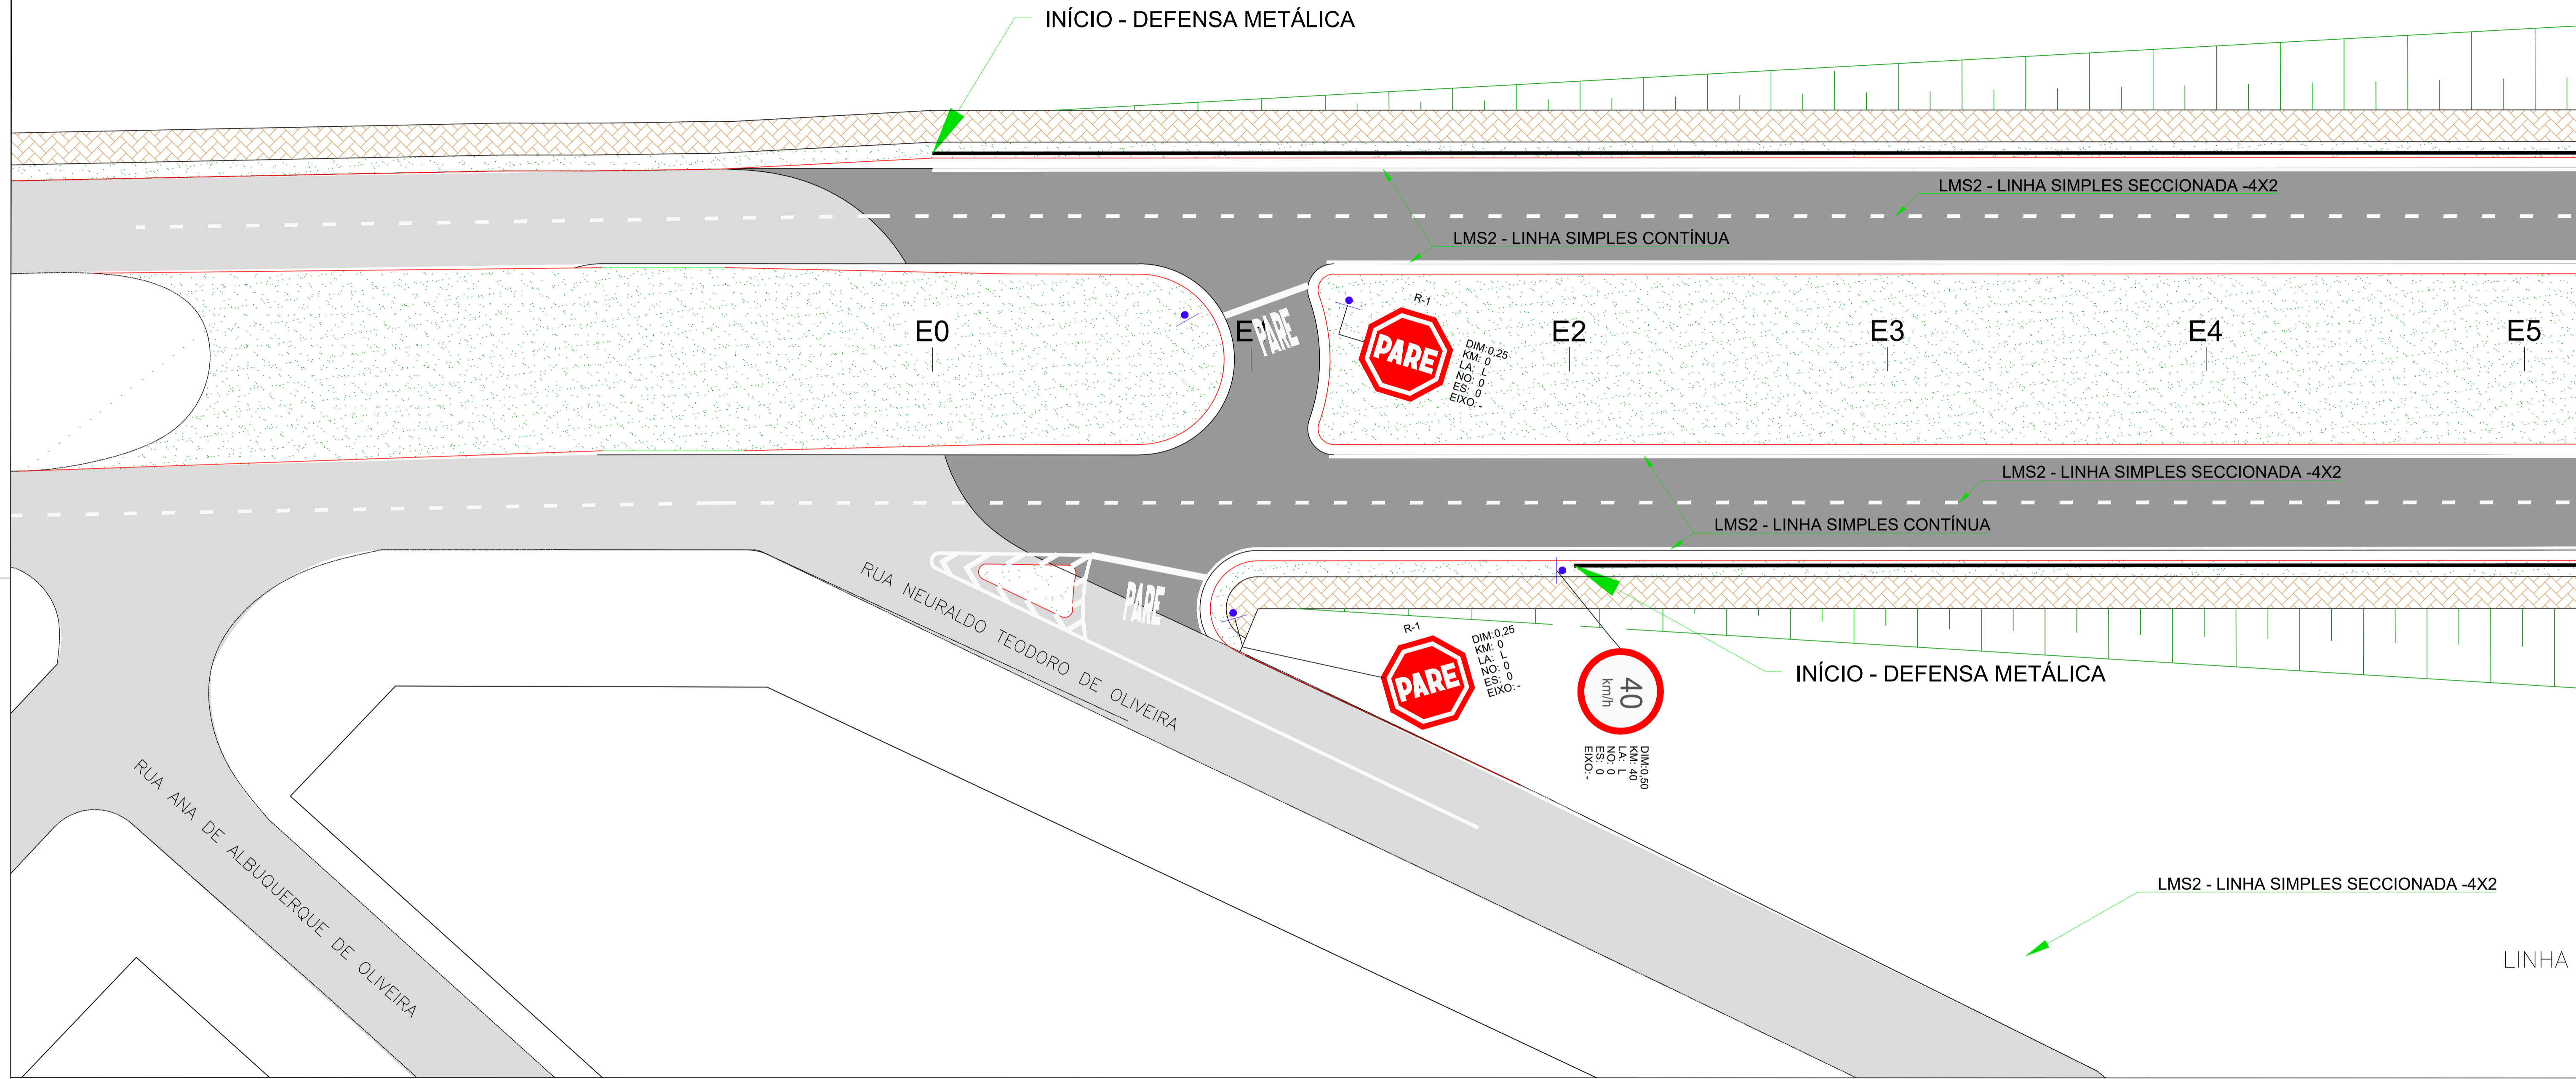 INÍCIO - DEFENSA METÁLICA
LMS2 - LINHA SIMPLES SECCIONADA -4X2
LMS2 - LINHA SIMPLES CONTÍNUA
R-1
PARE
DIM:0,25
KM: 0
LA: L
NO: 0
ES: 0
EIXO:-
E0
PARE
E2
E3
E4
E5
LMS2 - LINHA SIMPLES SECCIONADA -4X2
LMS2 - LINHA SIMPLES CONTÍNUA
RUA NEURALDO TEODORO DE OLIVEIRA
PARE
R-1
PARE
DIM:0,25
KM: 0
LA: L
NO: 0
ES: 0
EIXO:-
40
km/h
DIM:0,50
KM: 40
LA: L
NO: 0
ES: 0
EIXO:-
INÍCIO - DEFENSA METÁLICA
RUA ANA DE ALBUQUERQUE DE OLIVEIRA
LMS2 - LINHA SIMPLES SECCIONADA -4X2
LINHA